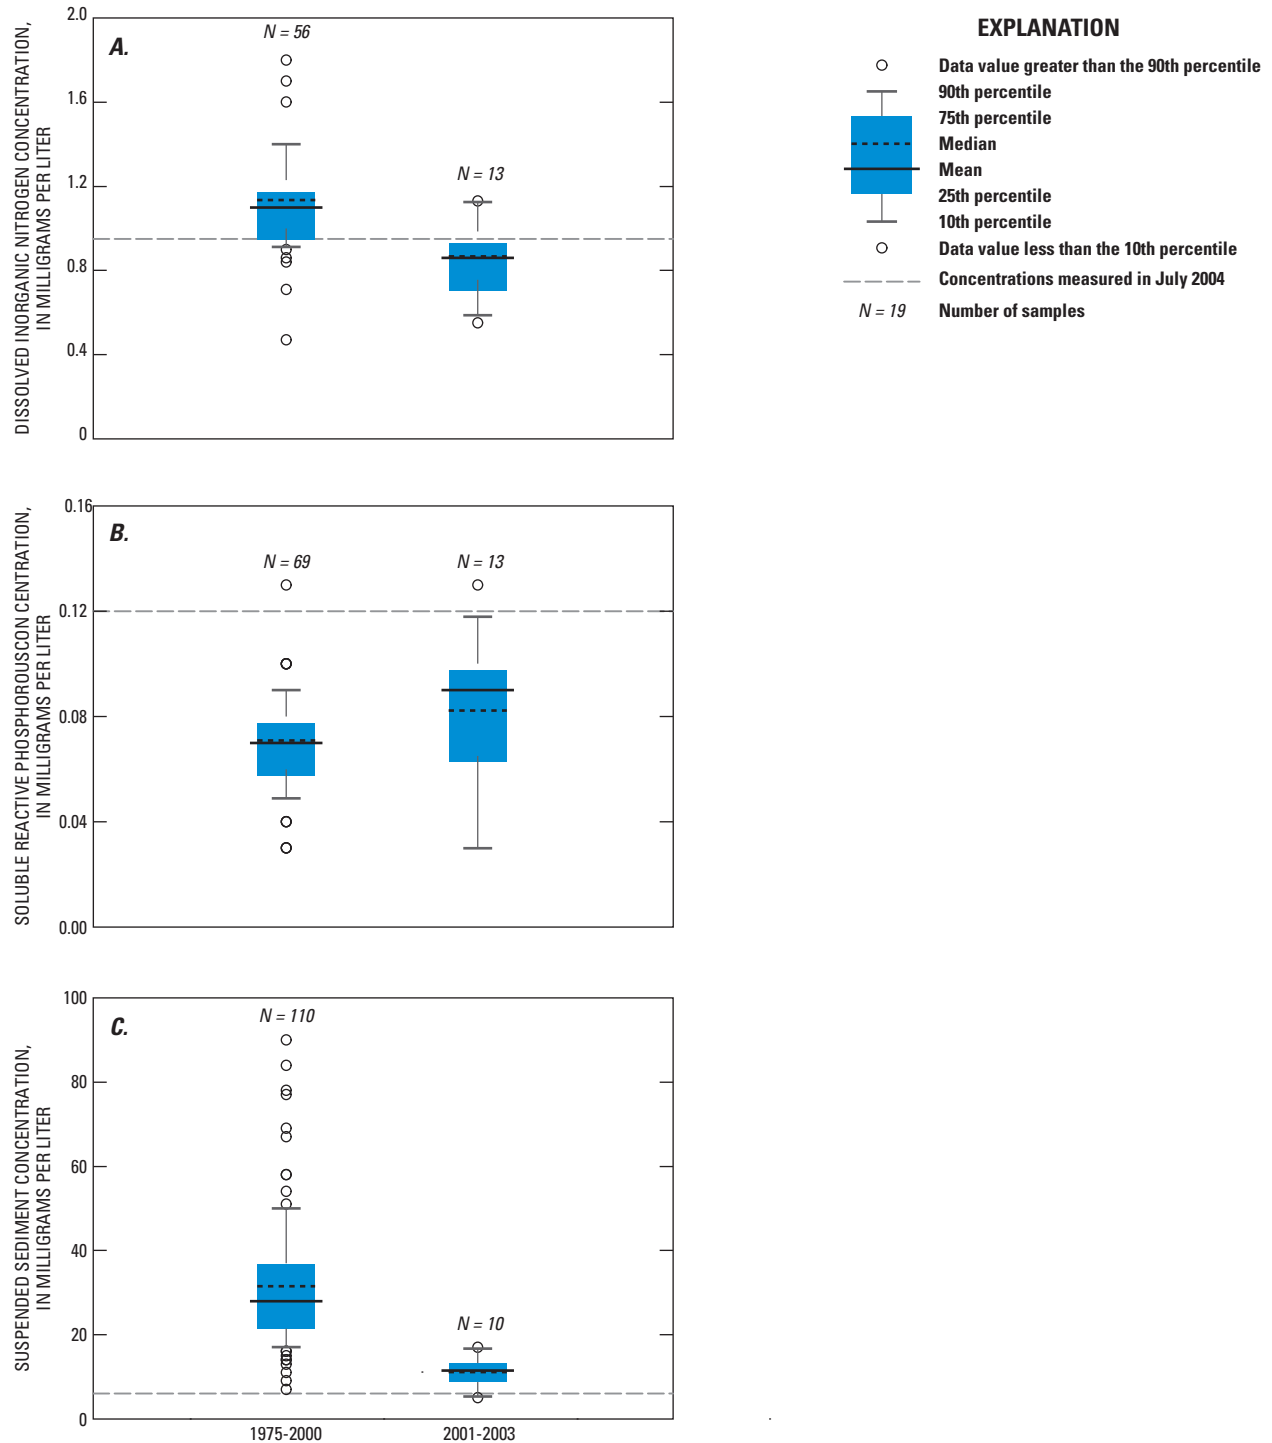 DISSOLVED INORGANIC NITROGEN CONCENTRATION,
IN MILLIGRAMS PER LITER
2.0
1.6
1.2
0.8
0.4
0
A.
N = 56
N = 13
EXPLANATION
Data value greater than the 90th percentile
90th percentile
75th percentile
Median
Mean
25th percentile
10th percentile
Data value less than the 10th percentile
Concentrations measured in July 2004
N = 19 Number of samples
SOLUBLE REACTIVE PHOSPHOROUSCON CENTRATION,
IN MILLIGRAMS PER LITER
0.16
0.12
0.08
0.04
0.00
B.
N = 69
N = 13
SUSPENDED SEDIMENT CONCENTRATION,
IN MILLIGRAMS PER LITER
100
80
60
40
20
0
C.
N = 110
N = 10
1975-2000
2001-2003